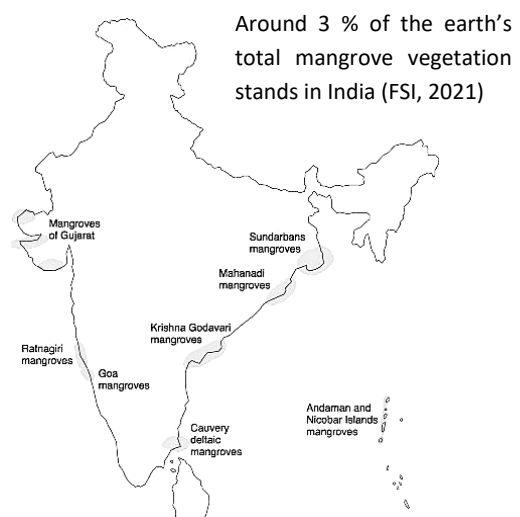 Around 3 % of the earth’s
total mangrove vegetation
stands in India (FSI, 2021)
Mangroves
of Gujarat
Sundarbans
mangroves
Mahanadi
mangroves
Krishna Godavari
mangroves
Ratnagiri
mangroves
Goa
mangroves
Andaman and
Nicobar Islands
mangroves
Cauvery
deltaic
mangroves